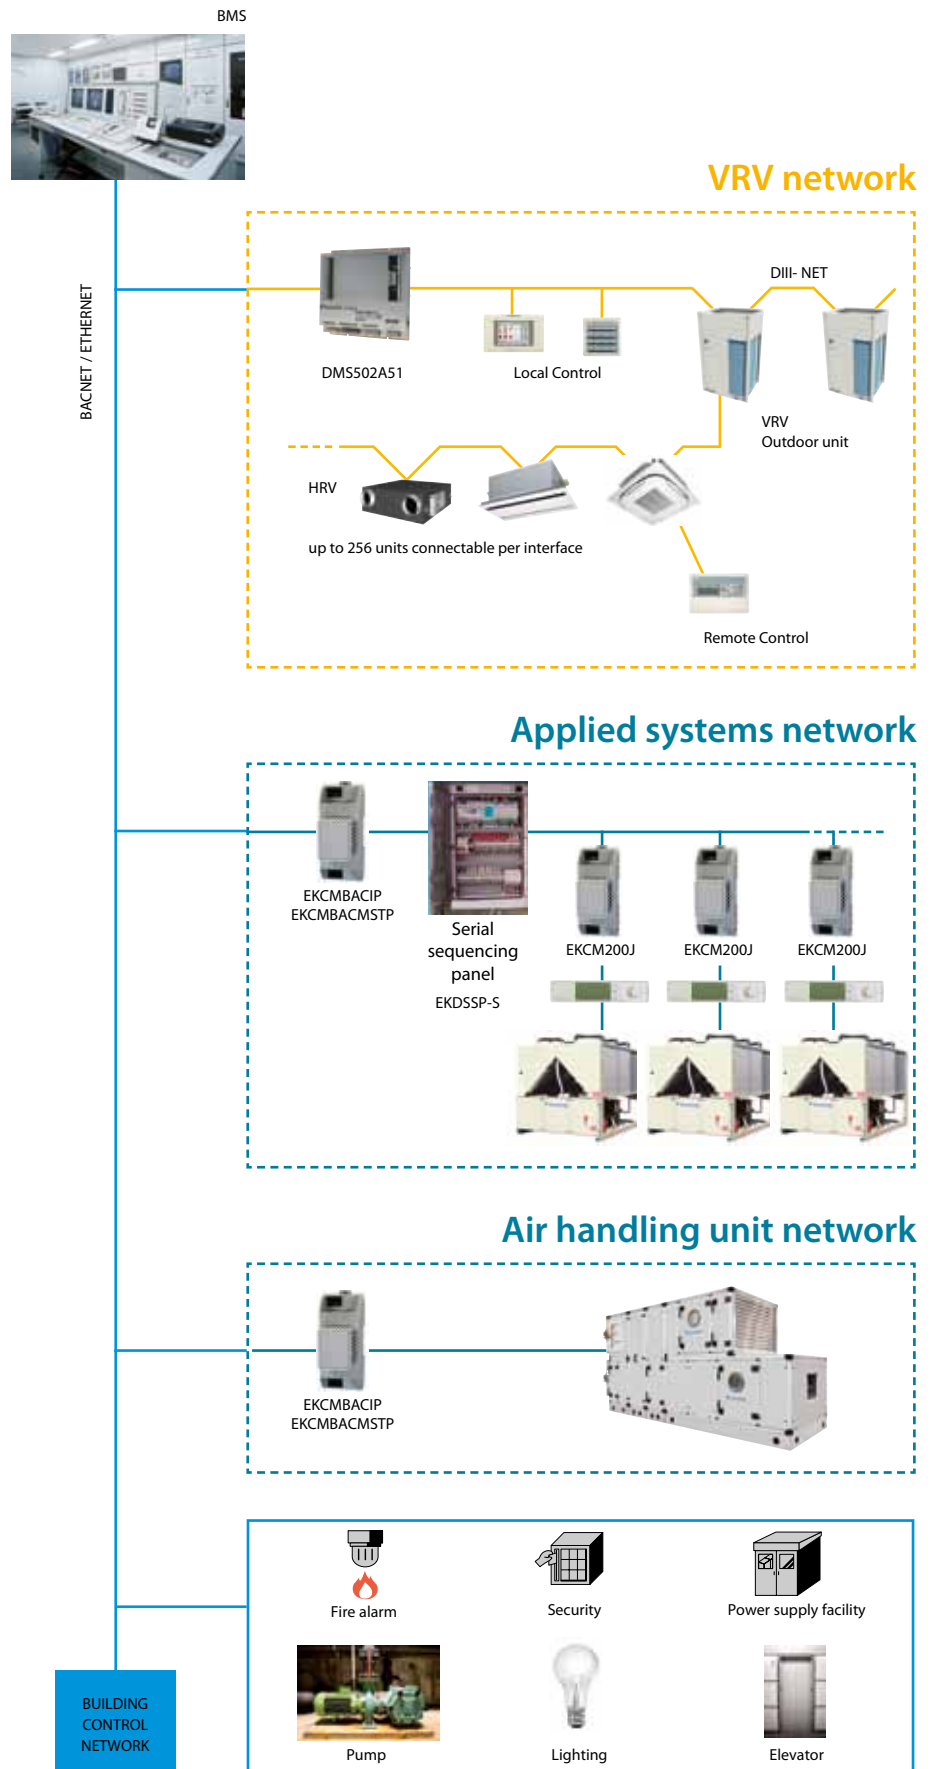 BMS
BACNET / ETHERNET
VRV network
DIII- NET
DMS502A51
Local Control
VRV
Outdoor unit
HRV
up to 256 units connectable per interface
Remote Control
Applied systems network
EKCMBACIP
EKCMBACMSTP
Serial
sequencing
panel
EKDSSP-S
EKCM200J
EKCM200J
EKCM200J
Air handling unit network
EKCMBACIP
EKCMBACMSTP
Fire alarm
Security
Power supply facility
BUILDING
CONTROL
NETWORK
Pump
Lighting
Elevator